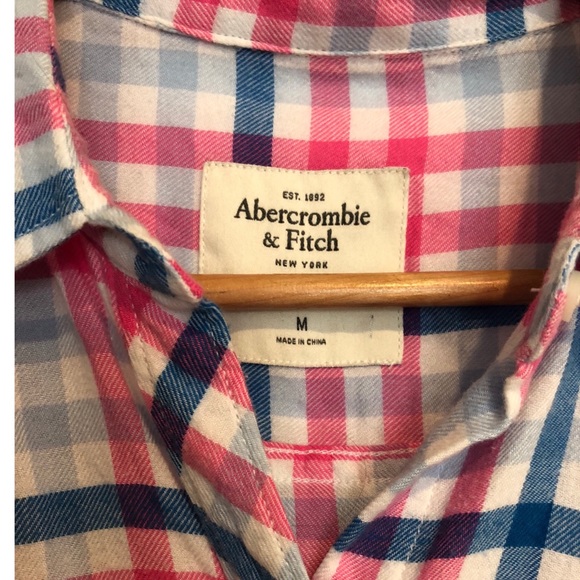 EST. 1892
Abercrombie
& Fitch
NEW YORK
M
MADE IN CHINA